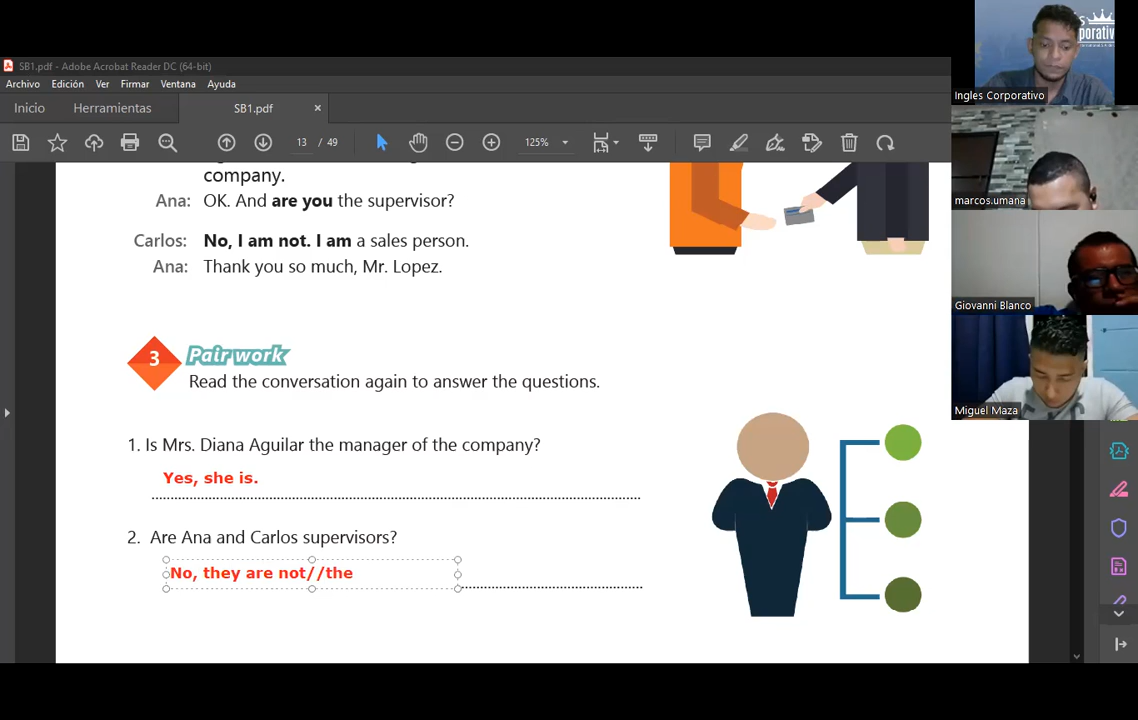 SB1.pdf - Adobe Acrobat Reader DC (64-bit)
Archivo Edición Ver Firmar Ventana Ayuda
Inicio Herramientas SB1.pdf ×
13 / 49 125%
company.
Ana: OK. And are you the supervisor?
Carlos: No, I am not. I am a sales person.
Ana: Thank you so much, Mr. Lopez.
3 Pair work
Read the conversation again to answer the questions.
1. Is Mrs. Diana Aguilar the manager of the company?
Yes, she is.
2. Are Ana and Carlos supervisors?
No, they are not//the
Ingles Corporativo
marcos.umana
Giovanni Blanco
Miguel Maza